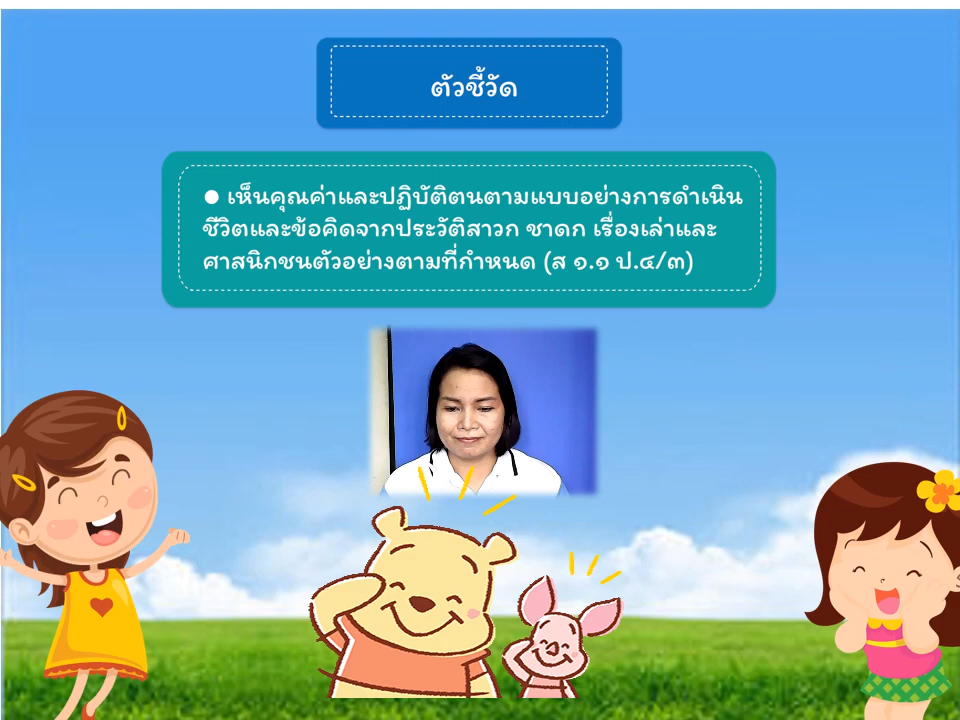 ตัวชี้วัด
● เห็นคุณค่าและปฏิบัติตนตามแบบอย่างการดำเนิน
ชีวิตและข้อคิดจากประวัติสาวก ชาดก เรื่องเล่าและ
ศาสนิกชนตัวอย่างตามที่กำหนด (ส ๑.๑ ป.๔/๓)